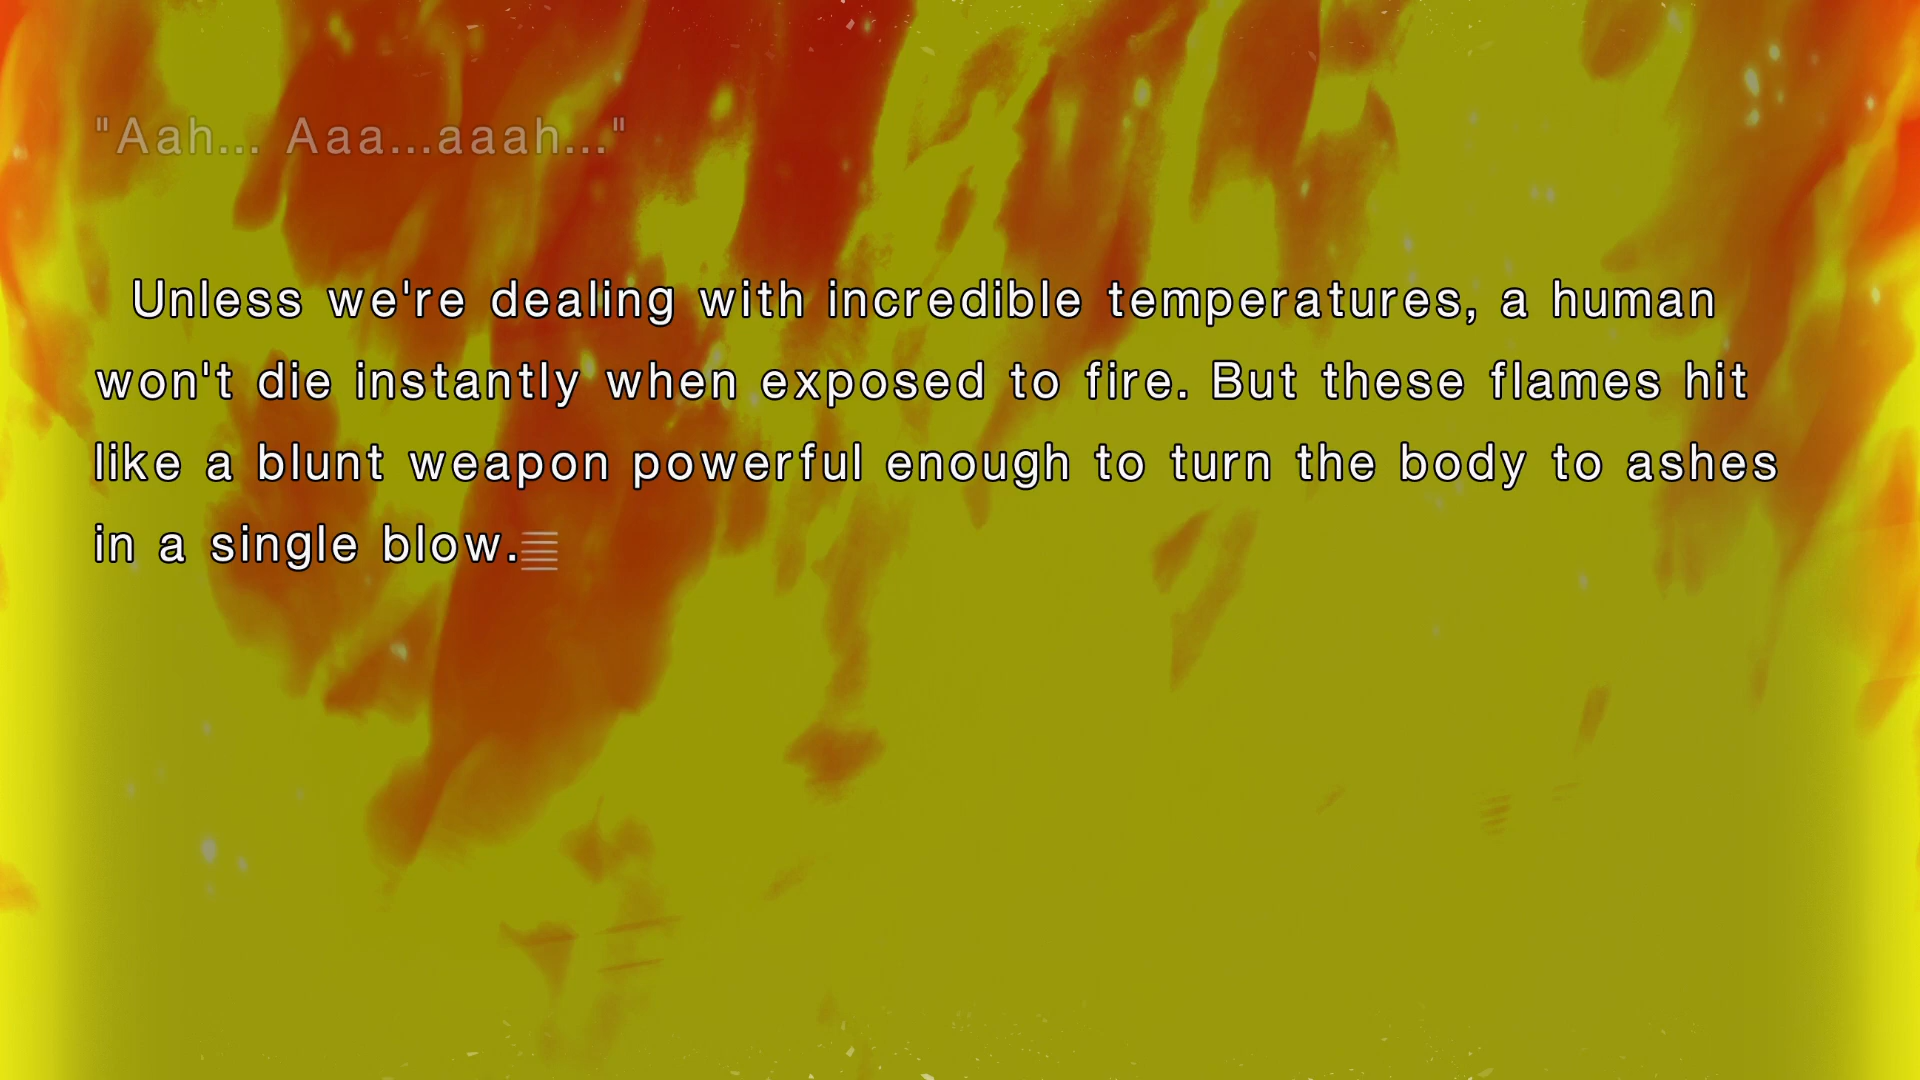 "Aah... Aaa...aaah..."
Unless we're dealing with incredible temperatures, a human
won't die instantly when exposed to fire. But these flames hit
like a blunt weapon powerful enough to turn the body to ashes
in a single blow.